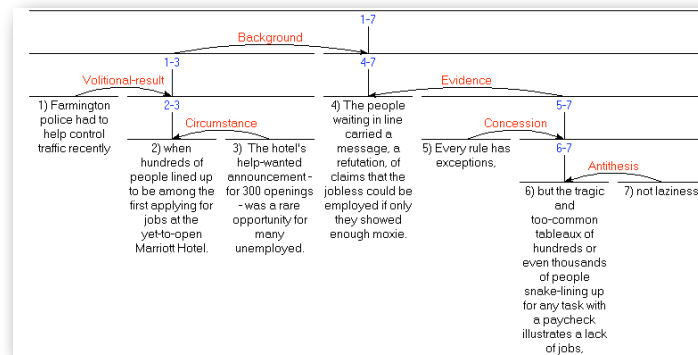 1-7
Background
1-3
4-7
Volitional-result
Evidence
1) Farmington
police had to
help control
traffic recently
2-3
Circumstance
2) when
hundreds of
people lined up
to be among the
first applying for
jobs at the
yet-to-open
Marriott Hotel.
3) The hotel's
help-wanted
announcement -
for 300 openings
- was a rare
opportunity for
many
unemployed.
4) The people
waiting in line
carried a
message, a
refutation, of
claims that the
jobless could be
employed if only
they showed
enough moxie.
5-7
Concession
5) Every rule has
exceptions,
6-7
Antithesis
6) but the tragic
and
too-common
tableaux of
hundreds or
even thousands
of people
snake-lining up
for any task with
a paycheck
illustrates a lack
of jobs,
7) not laziness